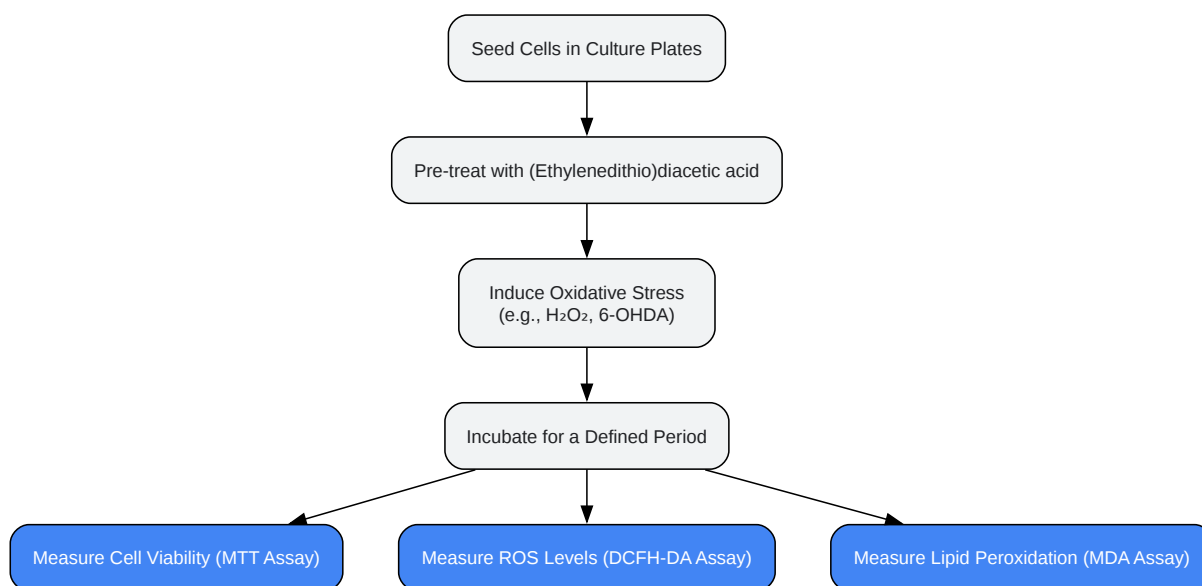 Seed Cells in Culture Plates
Pre-treat with (Ethylenedithio)diacetic acid
Induce Oxidative Stress
(e.g., H₂O₂, 6-OHDA)
Incubate for a Defined Period
Measure Cell Viability (MTT Assay)
Measure ROS Levels (DCFH-DA Assay)
Measure Lipid Peroxidation (MDA Assay)